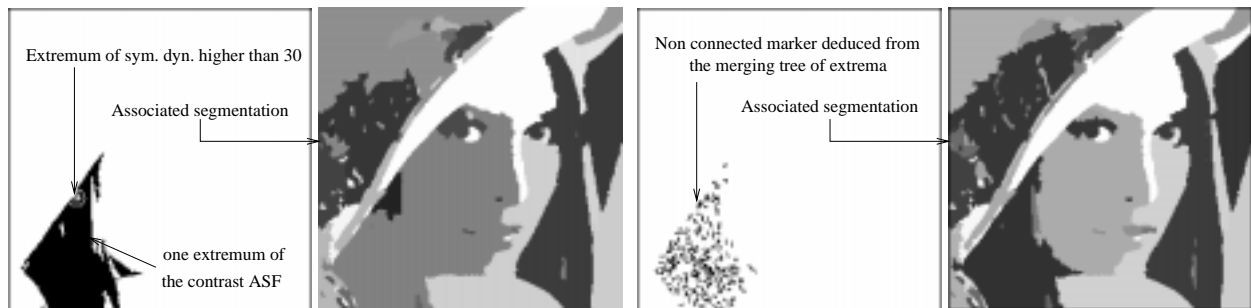 Extremum of sym. dyn. higher than 30
Associated segmentation
one extremum of
the contrast ASF
Non connected marker deduced from
the merging tree of extrema
Associated segmentation